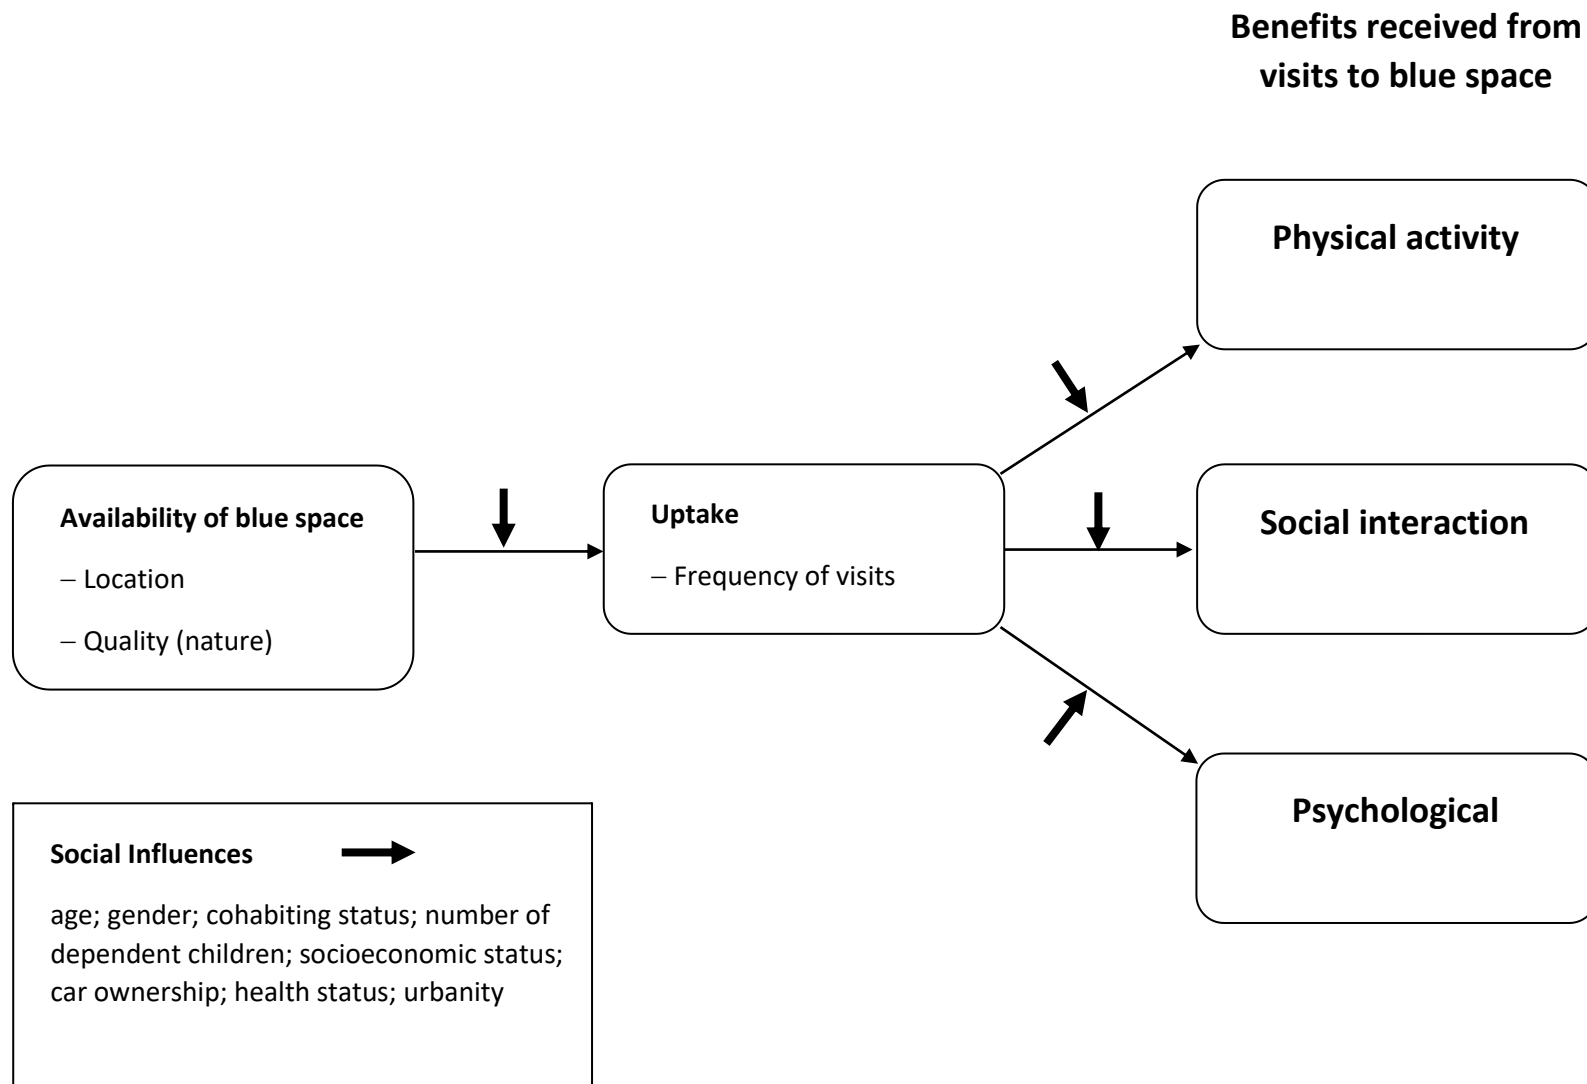 Benefits received from
visits to blue space
Physical activity
Availability of blue space
– Location
– Quality (nature)
Uptake
– Frequency of visits
Social interaction
Psychological
Social Influences
age; gender; cohabiting status; number of
dependent children; socioeconomic status;
car ownership; health status; urbanity